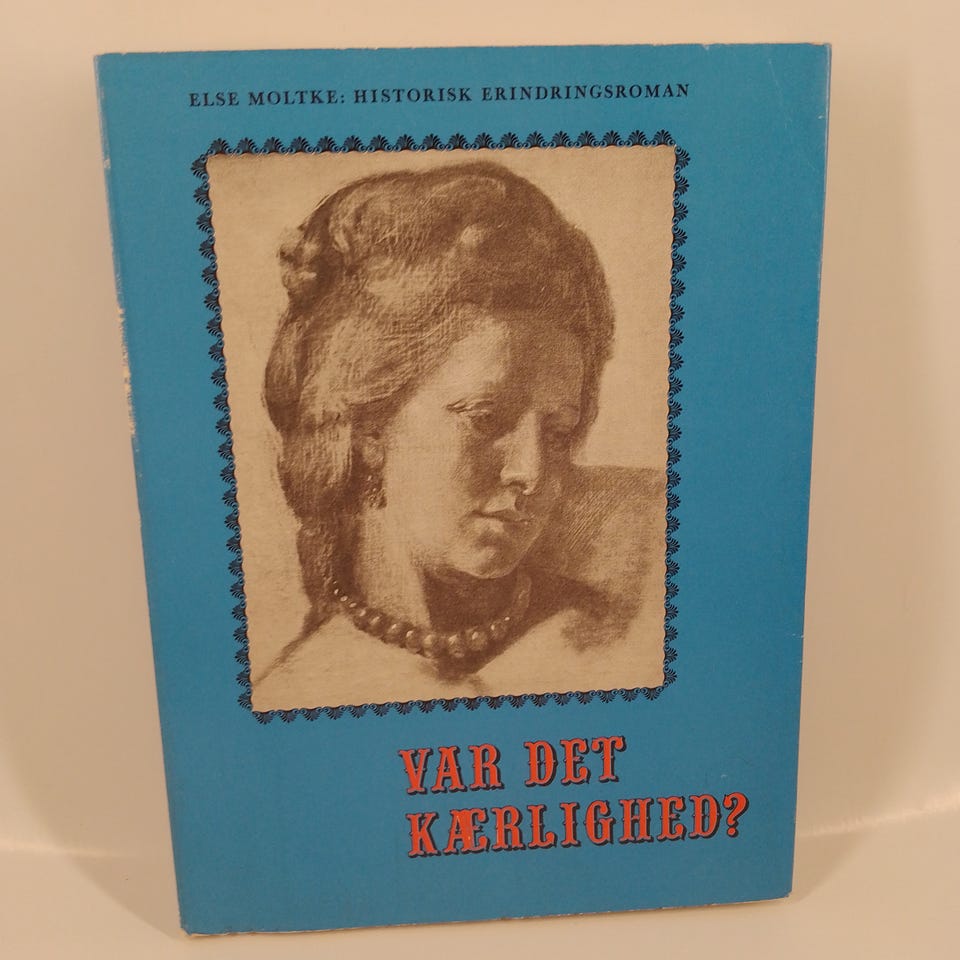 ELSE MOLTKE: HISTORISK ERINDRINGSROMAN
VAR DET
KÆRLIGHED?